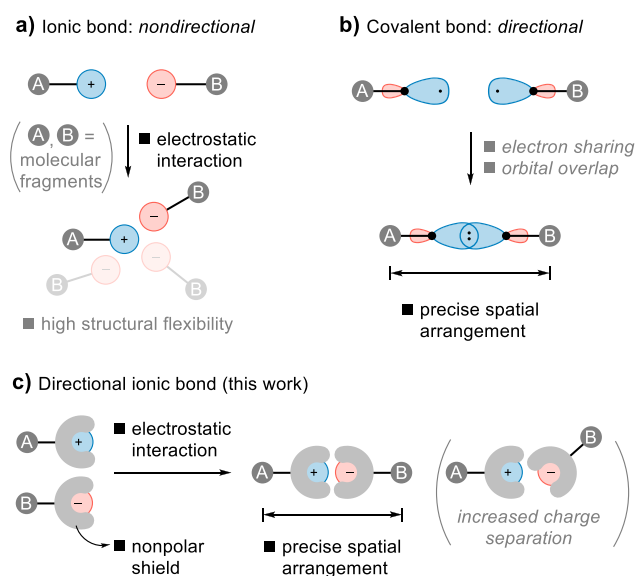 a) Ionic bond: nondirectional
A + − B
(A, B =
molecular
fragments)
■ electrostatic
interaction
A + − B
B − − B
■ high structural flexibility
b) Covalent bond: directional
A B
■ electron sharing
■ orbital overlap
A : B
■ precise spatial
arrangement
c) Directional ionic bond (this work)
A +
B −
■ electrostatic
interaction
■ nonpolar
shield
A + − B
■ precise spatial
arrangement
(A + − B
increased charge
separation)